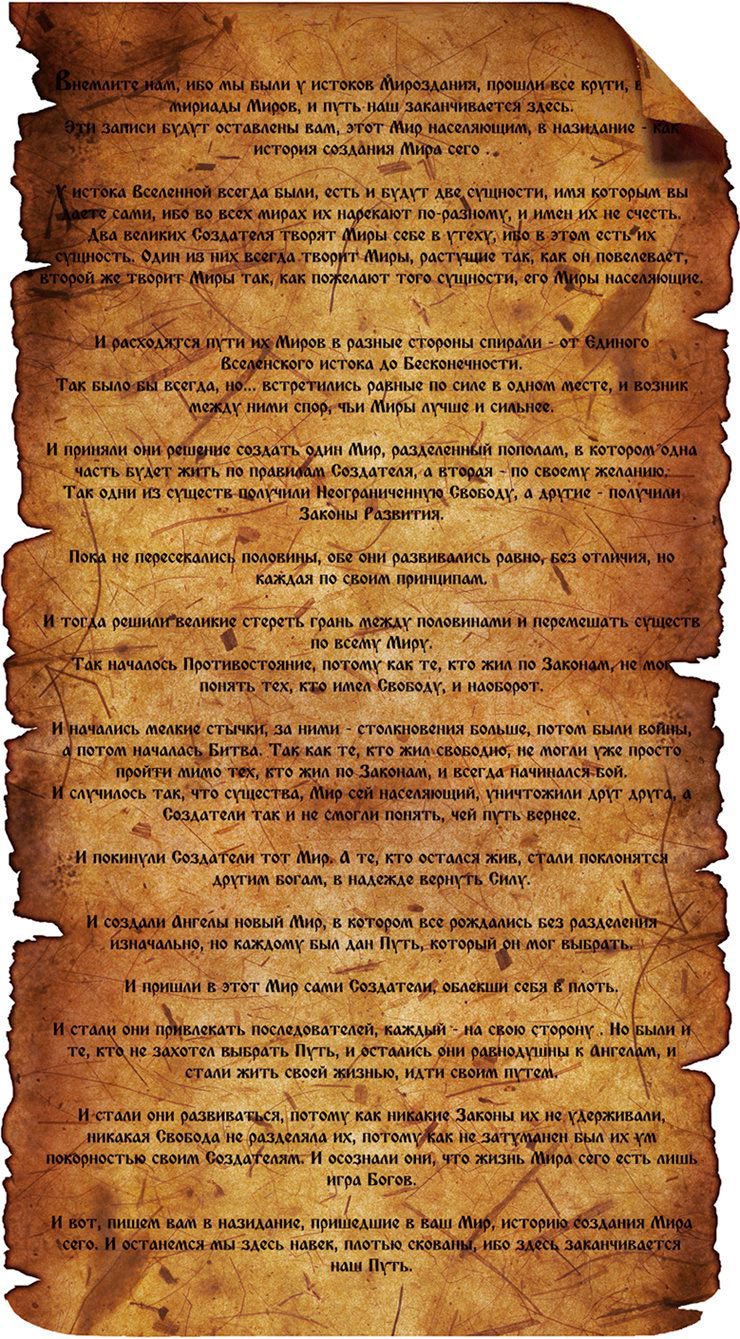 Внемлите нам, ибо мы были у истоков Мироздания, прошли все круги, в
мириады Миров, и путь наш заканчивается здесь.
Эти записи будут оставлены вам, этот Мир населяющим, в назидание - как
история создания Мира сего .
У истока Вселенной всегда были, есть и будут две сущности, имя которым вы
даете сами, ибо во всех мирах их нарекают по-разному, и имен их не счесть.
Два великих Создателя творят Миры себе в утеху, ибо в этом есть их
сущность. Один из них всегда творит Миры, растущие так, как он повелевает,
второй же творит Миры так, как пожелают того сущности, его Миры населяющие.
И расходятся пути их Миров в разные стороны спирали - от Единого
Вселенского истока до Бесконечности.
Так было бы всегда, но... встретились равные по силе в одном месте, и возник
между ними спор, чьи Миры лучше и сильнее.
И приняли они решение создать один Мир, разделенный пополам, в котором одна
часть будет жить по правилам Создателя, а вторая - по своему желанию.
Так одни из существ получили Неограниченную Свободу, а другие - получили
Законы Развития.
Пока не пересекались половины, обе они развивались равно, без отличия, но
каждая по своим принципам.
И тогда решили великие стереть грань между половинами и перемешать существ
по всему Миру.
Так началось Противостояние, потому как те, кто жил по Законам, не мог
понять тех, кто имел Свободу, и наоборот.
И начались мелкие стычки, за ними - столкновения больше, потом были войны,
а потом началась Битва. Так как те, кто жил свободно, не могли уже просто
пройти мимо тех, кто жил по Законам, и всегда начинался бой.
И случилось так, что существа, Мир сей населяющий, уничтожили друг друга, а
Создатели так и не смогли понять, чей путь вернее.
И покинули Создатели тот Мир. А те, кто остался жив, стали поклонятся
другим богам, в надежде вернуть Силу.
И создали Ангелы новый Мир, в котором все рождались без разделения
изначально, но каждому был дан Путь, который он мог выбрать.
И пришли в этот Мир сами Создатели, облекши себя в плоть.
И стали они привлекать последователей, каждый - на свою сторону . Но были и
те, кто не захотел выбрать Путь, и остались они равнодушны к Ангелам, и
стали жить своей жизнью, идти своим путем.
И стали они развиваться, потому как никакие Законы их не удерживали,
никакая Свобода не разделяла их, потому как не затуманен был их ум
покорностью своим Создателям. И осознали они, что жизнь Мира сего есть лишь
игра Богов.
И вот, пишем вам в назидание, пришедшие в ваш Мир, историю создания Мира
сего. И останемся мы здесь навек, плотью скованы, ибо здесь заканчивается
наш Путь.